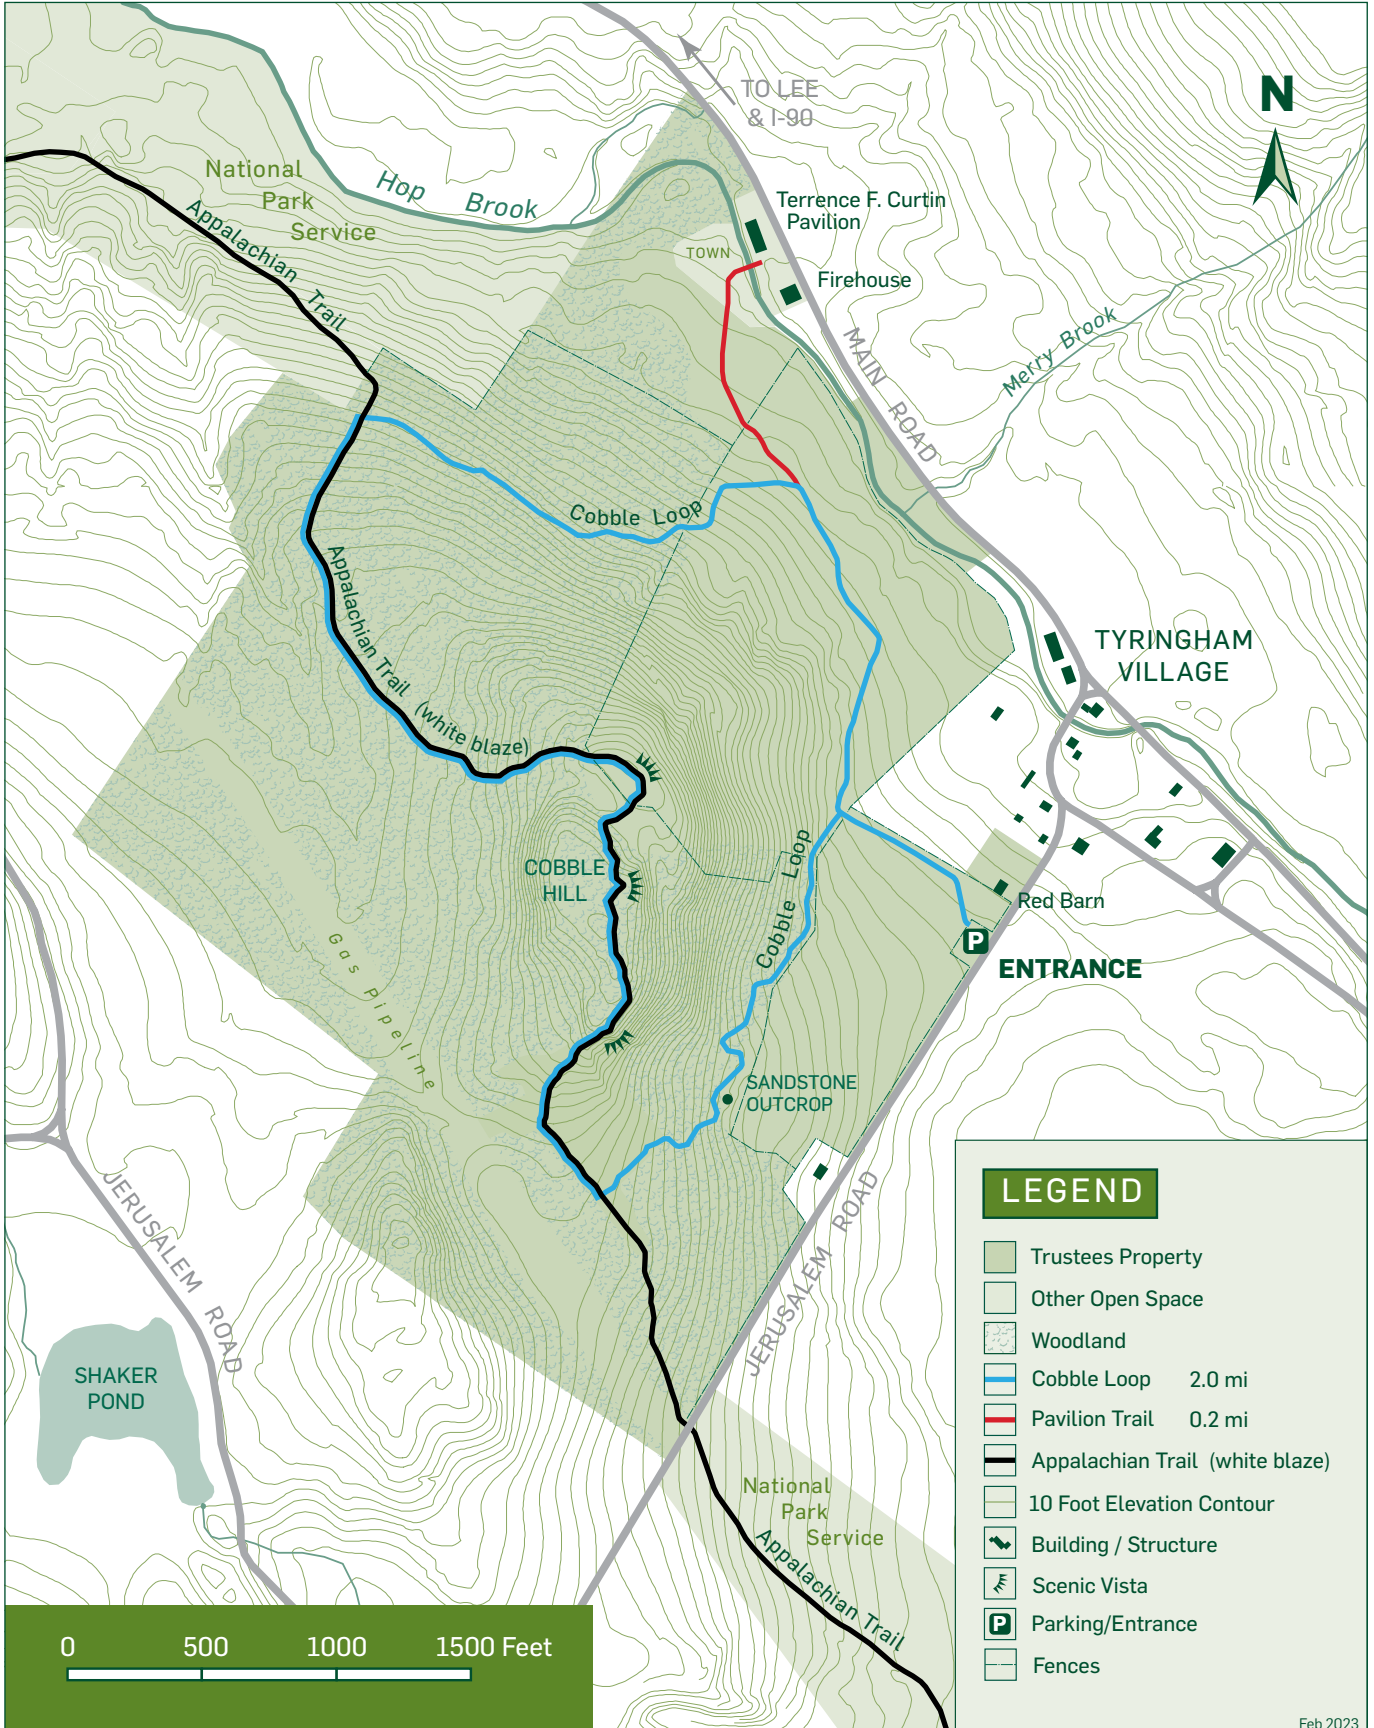 TO LEE
& I-90
N
National
Park
Service
Hop Brook
Appalachian Trail
Terrence F. Curtin
Pavilion
TOWN
Firehouse
MAIN ROAD
Merry Brook
Cobble Loop
Appalachian Trail (white blaze)
TYRINGHAM
VILLAGE
COBBLE
HILL
Cobble Loop
Red Barn
P
ENTRANCE
Gas Pipeline
SANDSTONE
OUTCROP
JERUSALEM ROAD
JERUSALEM ROAD
SHAKER
POND
National
Park
Service
Appalachian Trail
LEGEND
Trustees Property
Other Open Space
Woodland
Cobble Loop 2.0 mi
Pavilion Trail 0.2 mi
Appalachian Trail (white blaze)
10 Foot Elevation Contour
Building / Structure
Scenic Vista
P Parking/Entrance
Fences
0 500 1000 1500 Feet
Feb 2023